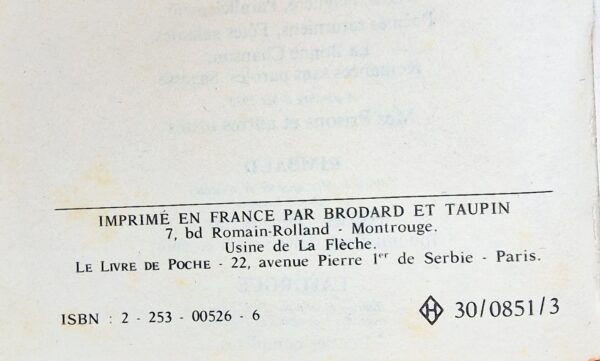 IMPRIMÉ EN FRANCE PAR BRODARD ET TAUPIN
7, bd Romain-Rolland - Montrouge.
Usine de La Flèche.
LE LIVRE DE POCHE - 22, avenue Pierre 1er de Serbie - Paris.
ISBN : 2 - 253 - 00526 - 6
H 30/0851/3